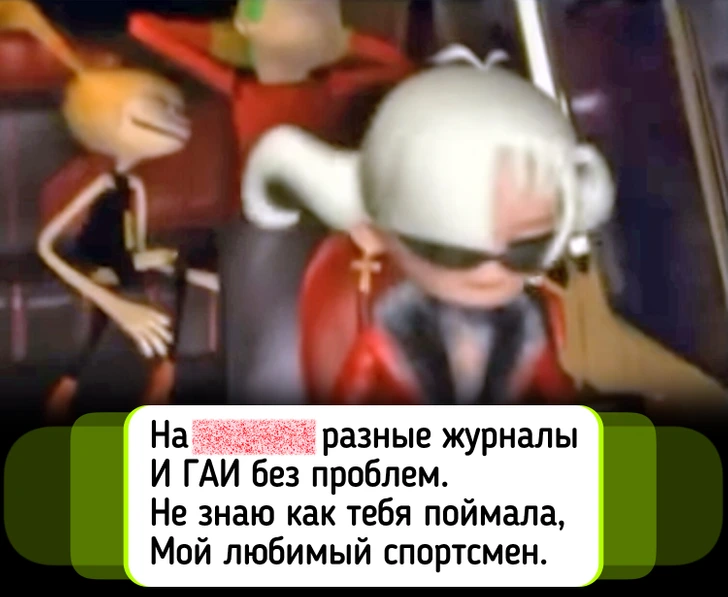 На разные журналы
И ГАИ без проблем.
Не знаю как тебя поймала,
Мой любимый спортсмен.